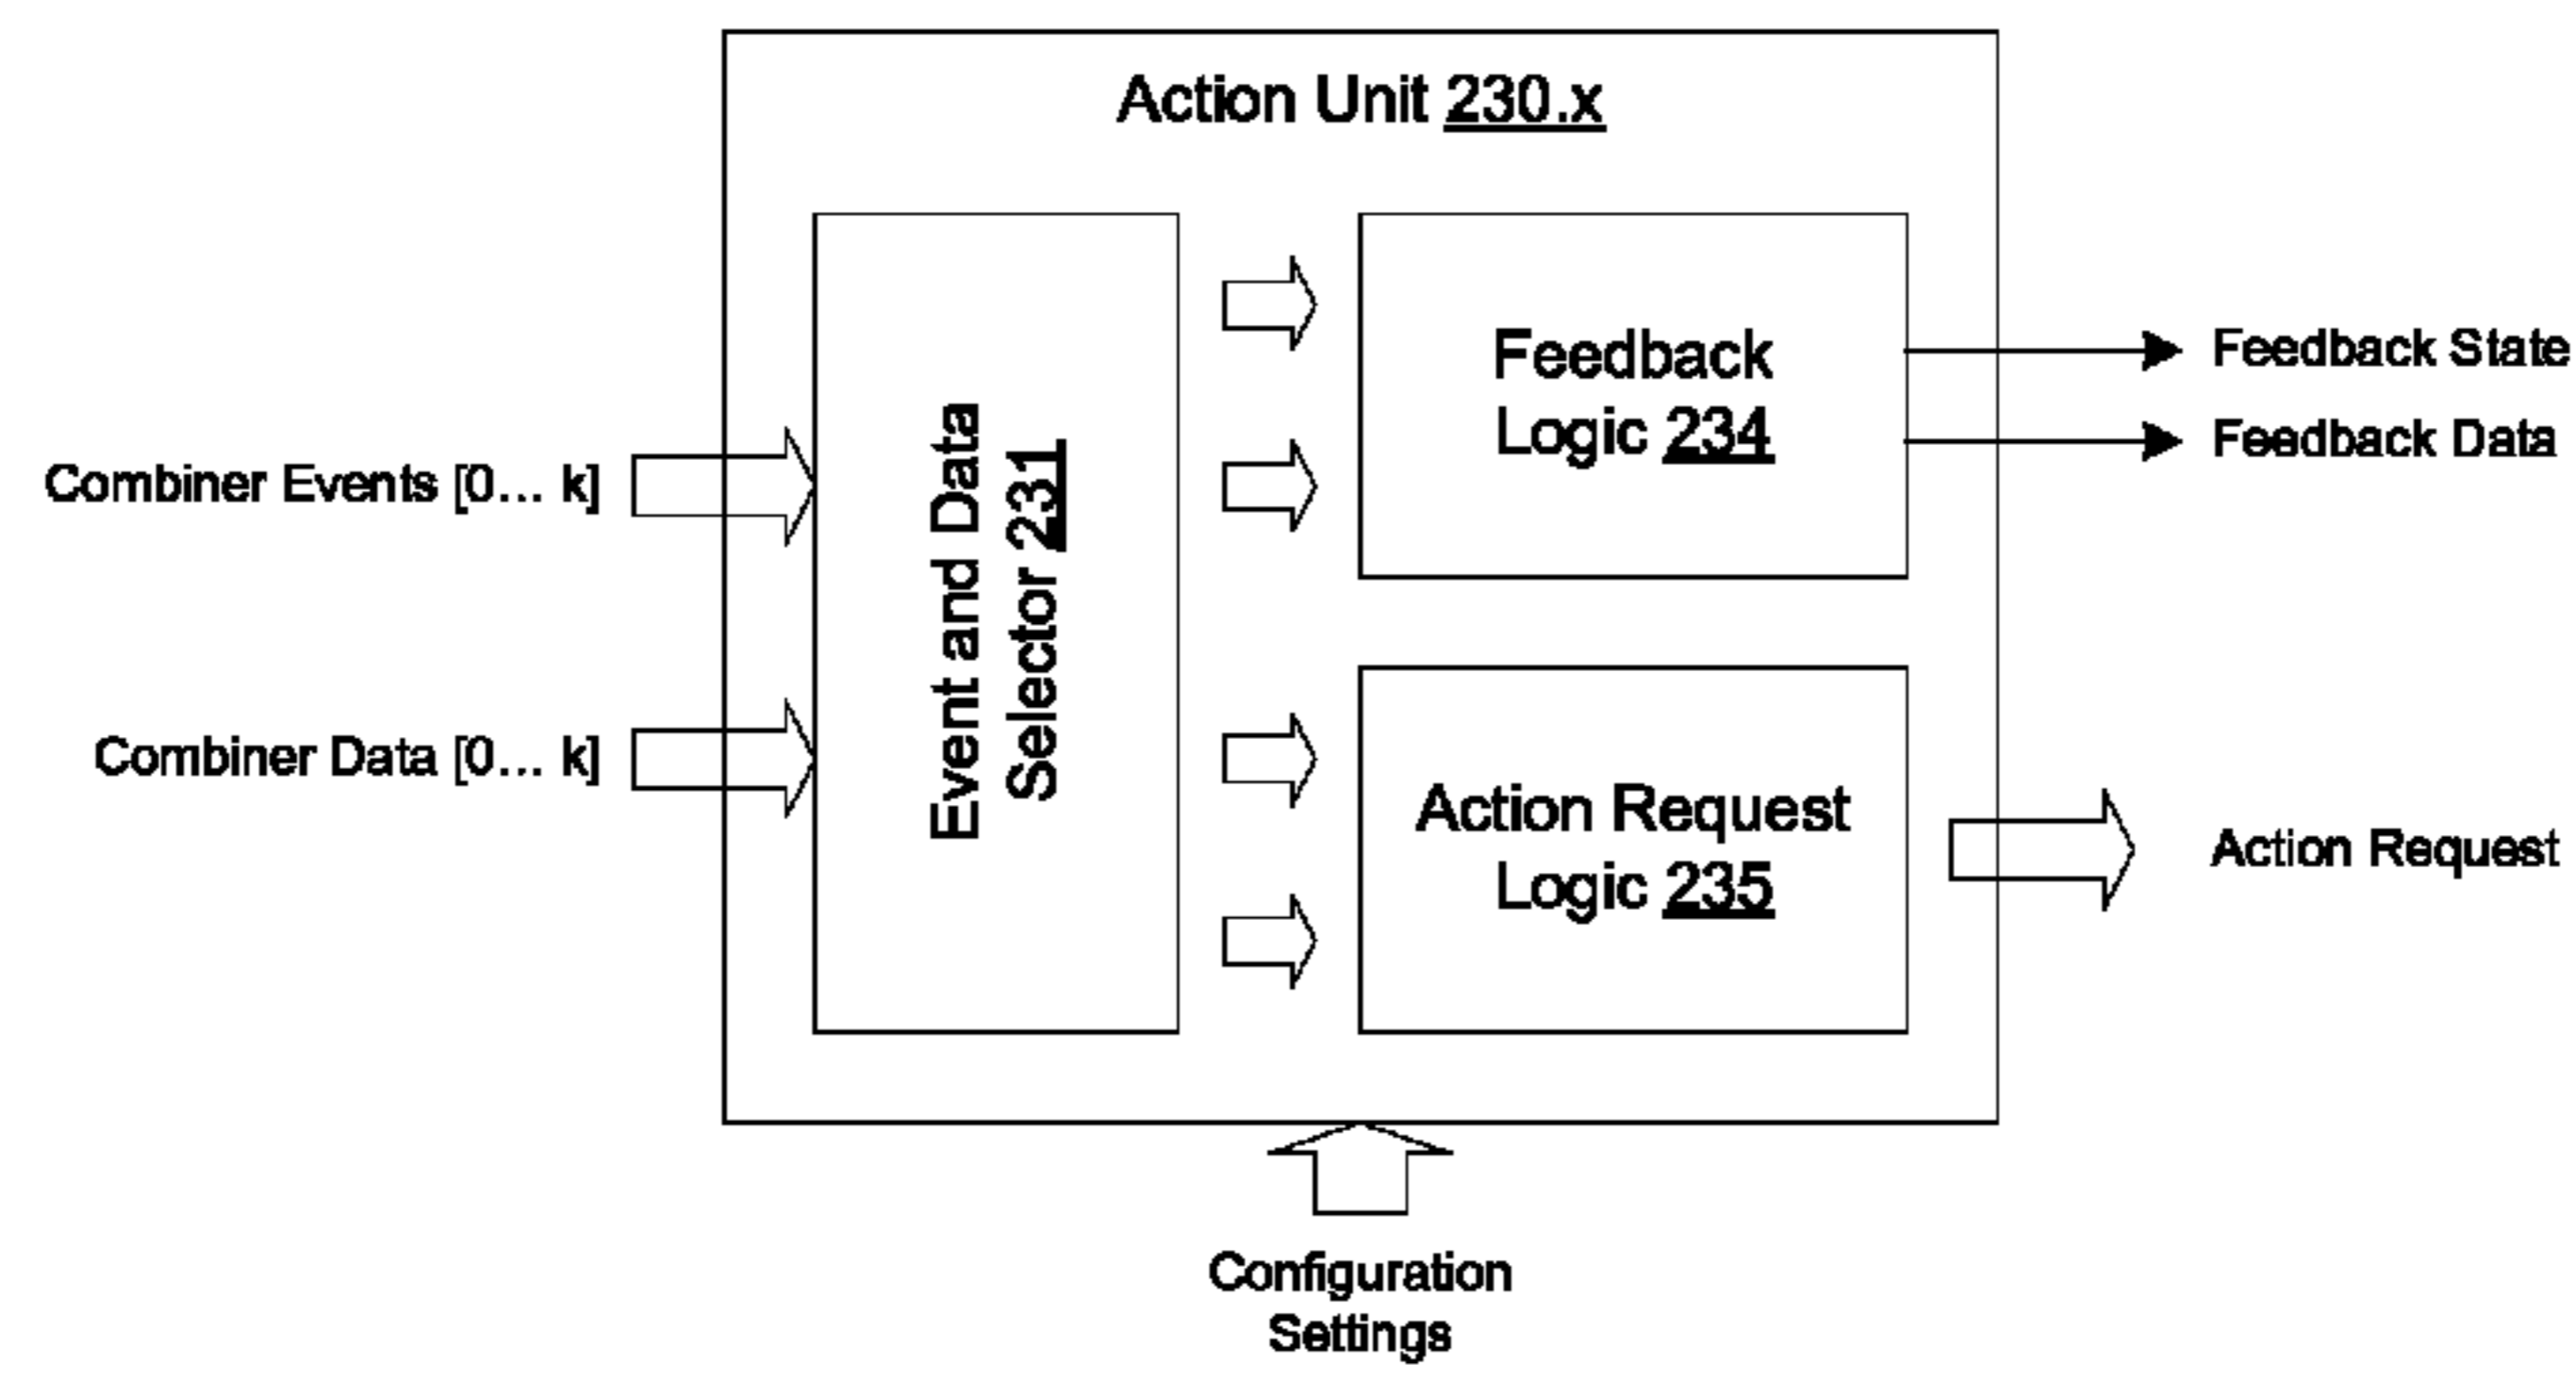 Action Unit 230.x
Combiner Events [0... k]
Combiner Data [0... k]
Event and Data
Selector 231
Feedback
Logic 234
Action Request
Logic 235
Feedback State
Feedback Data
Action Request
Configuration
Settings